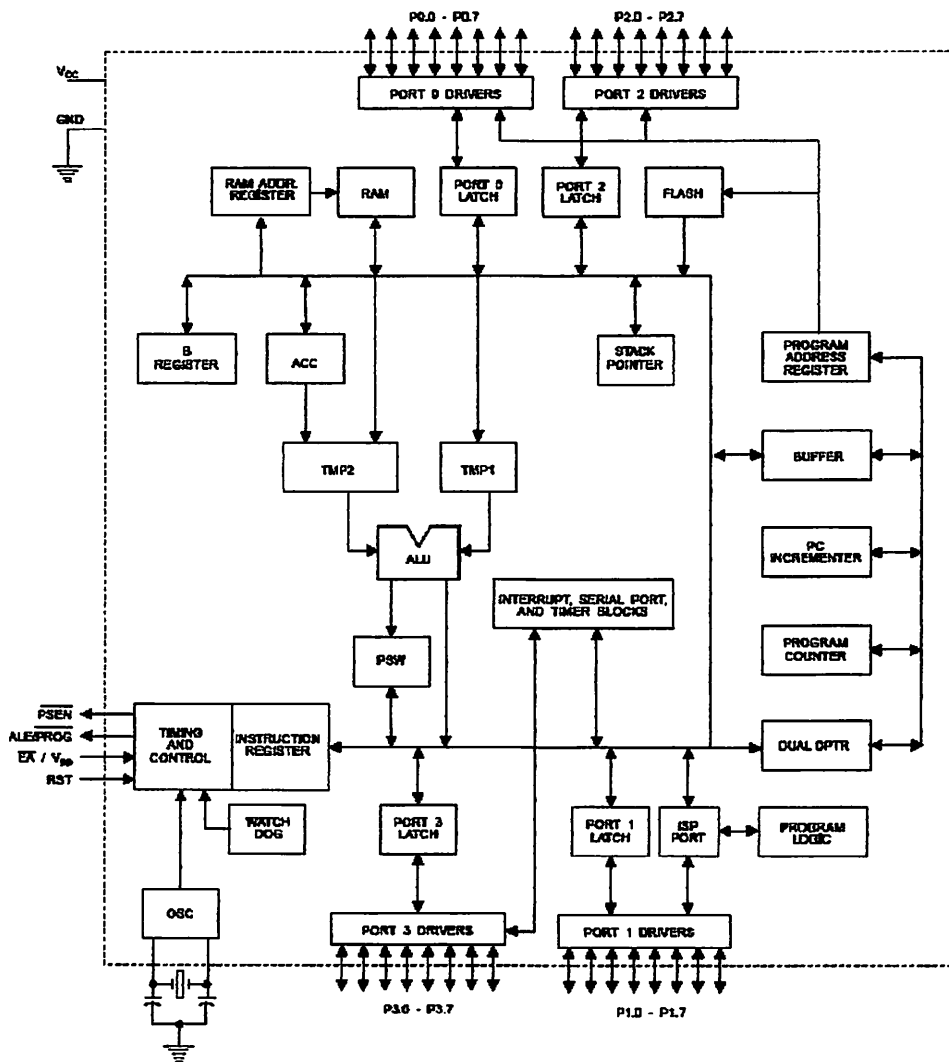 P0.0 - P0.7
P2.0 - P2.7
VCC
PORT 0 DRIVERS
PORT 2 DRIVERS
GND
RAM ADDR.
REGISTER
RAM
PORT 0
LATCH
PORT 2
LATCH
FLASH
B
REGISTER
ACC
STACK
POINTER
PROGRAM
ADDRESS
REGISTER
TMP2
TMP1
BUFFER
ALU
PC
INCREMENTER
INTERRUPT, SERIAL PORT,
AND TIMER BLOCKS
PSW
PROGRAM
COUNTER
PSEN
ALE/PROG
EA / VPP
RST
TIMING
AND
CONTROL
INSTRUCTION
REGISTER
DUAL DPTR
WATCH
DOG
PORT 3
LATCH
PORT 1
LATCH
ISP
PORT
PROGRAM
LOGIC
OSC
PORT 3 DRIVERS
PORT 1 DRIVERS
P3.0 - P3.7
P1.0 - P1.7